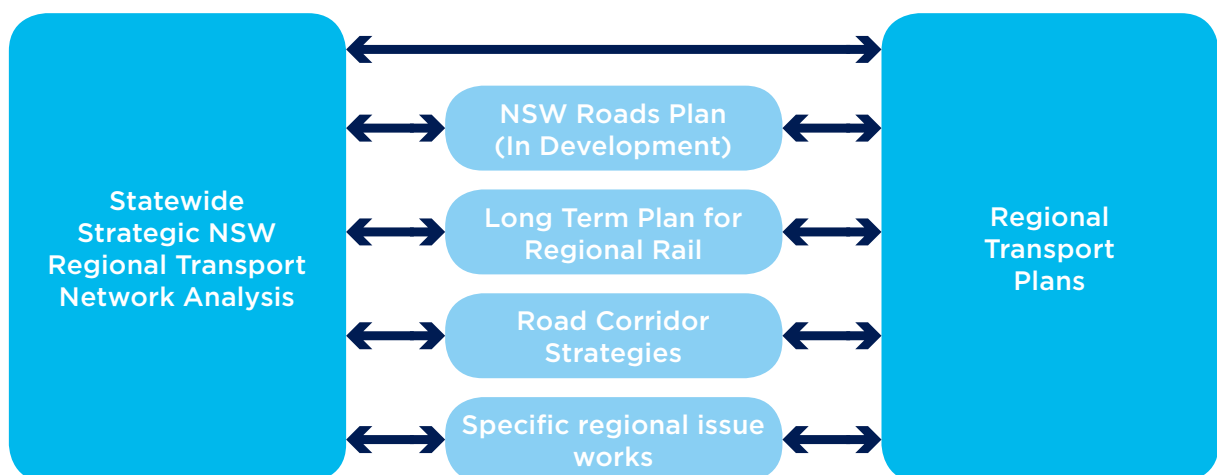 Statewide
Strategic NSW
Regional Transport
Network Analysis
NSW Roads Plan
(In Development)
Long Term Plan for
Regional Rail
Road Corridor
Strategies
Specific regional issue
works
Regional
Transport
Plans